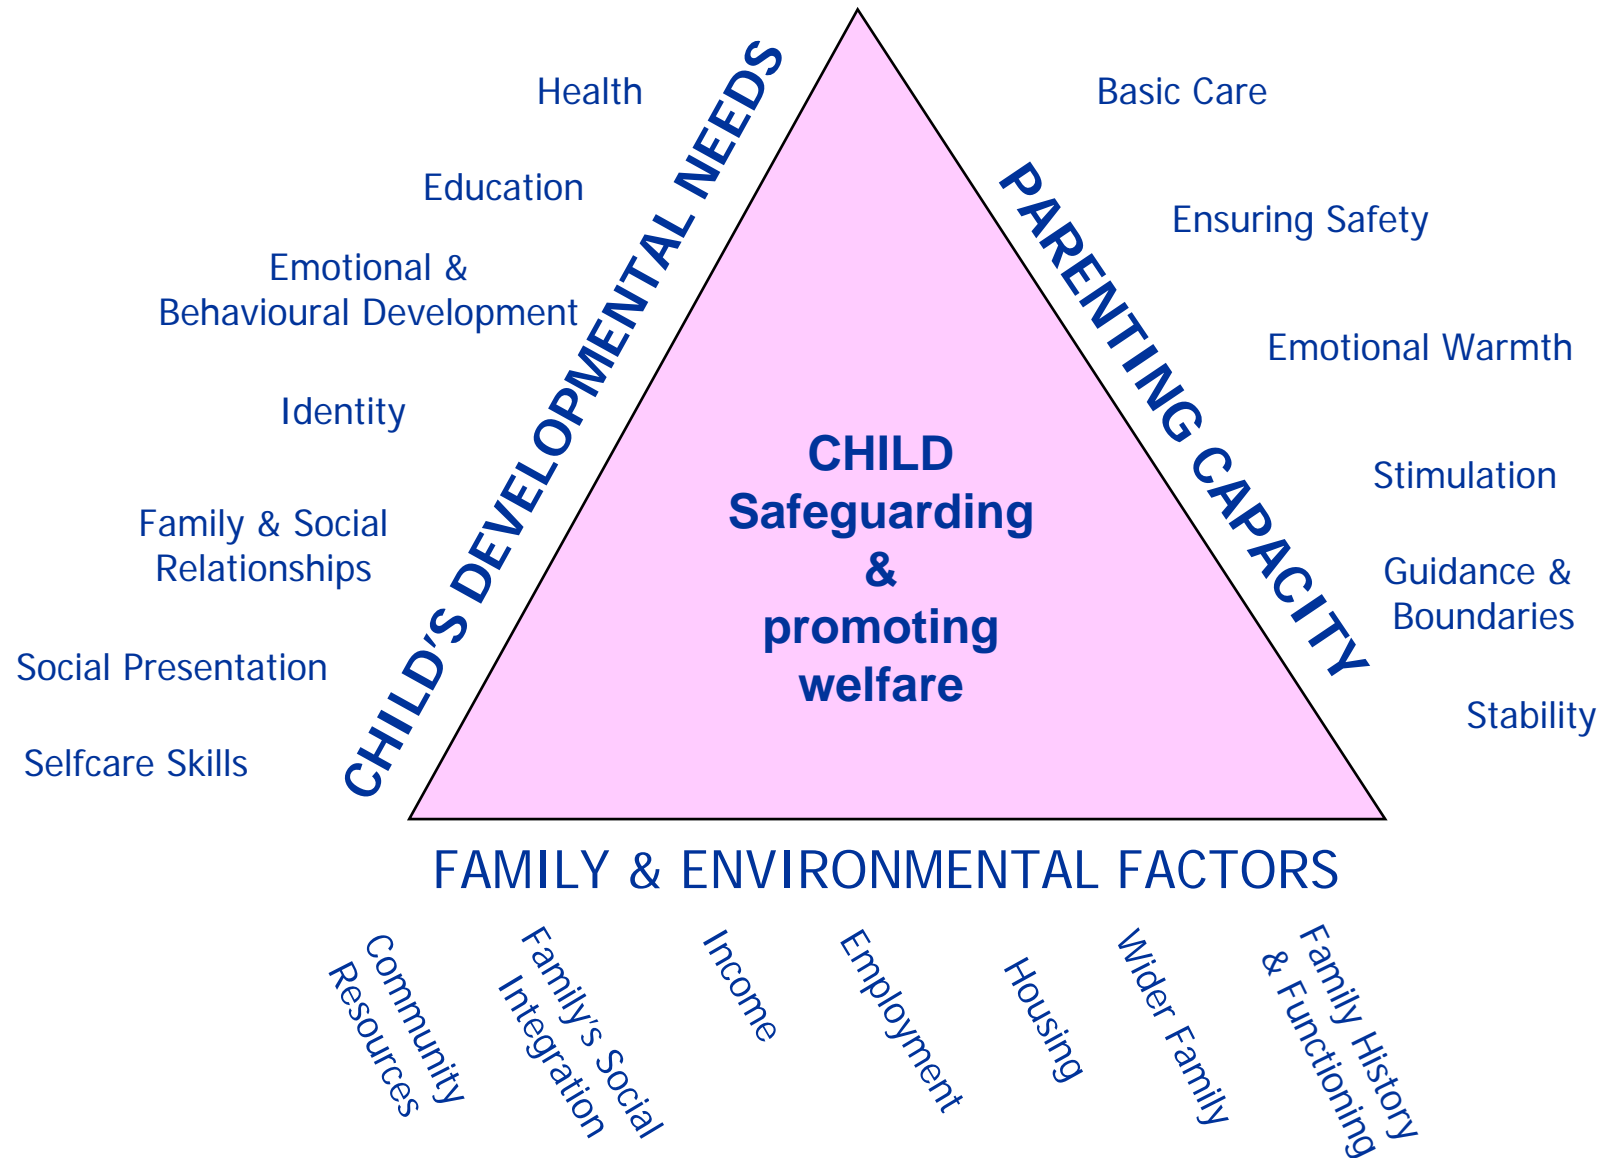 Health
Education
Emotional &
Behavioural Development
Identity
Family & Social
Relationships
Social Presentation
Selfcare Skills
CHILD'S DEVELOPMENTAL NEEDS
CHILD
Safeguarding
&
promoting
welfare
PARENTING CAPACITY
Basic Care
Ensuring Safety
Emotional Warmth
Stimulation
Guidance &
Boundaries
Stability
FAMILY & ENVIRONMENTAL FACTORS
Community
Resources
Family's Social
Integration
Income
Employment
Housing
Wider Family
Family History
& Functioning